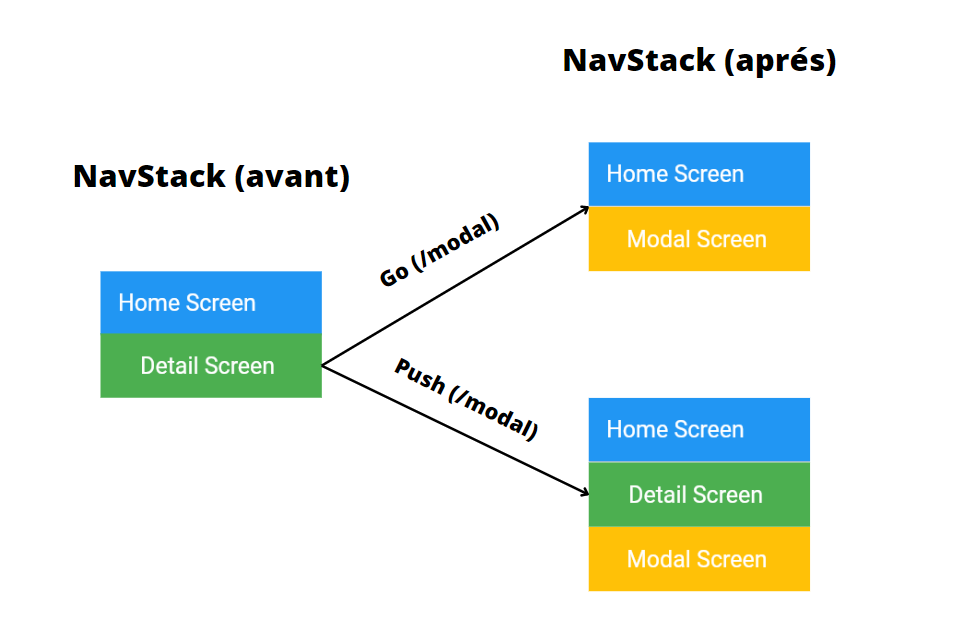 NavStack (aprés)
NavStack (avant)
Home Screen
Modal Screen
Go (/modal)
Home Screen
Detail Screen
Push (/modal)
Home Screen
Detail Screen
Modal Screen